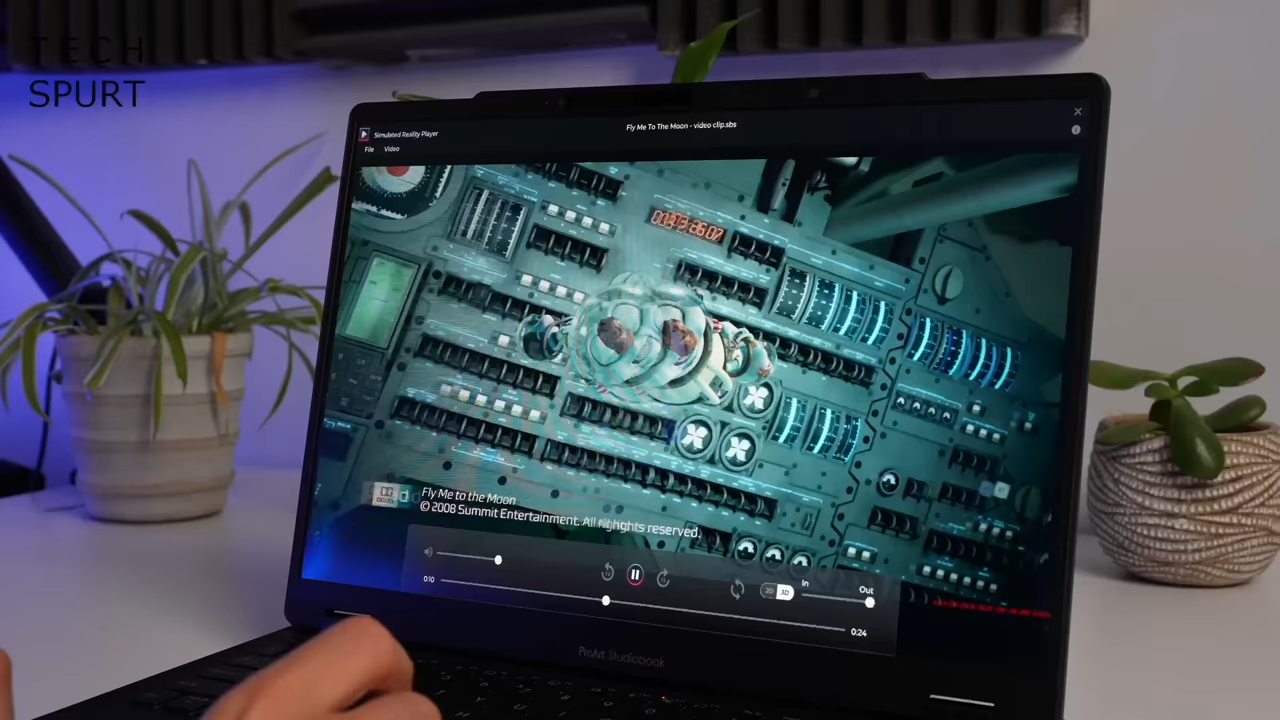 TECH
SPURT
Simulated Reality Player
Fly Me To The Moon - video clip.sbs
File Video
Fly Me to the Moon
© 2008 Summit Entertainment. All rights reserved.
0:10
2D 3D
In
Out
0:24
ProArt Studiobook